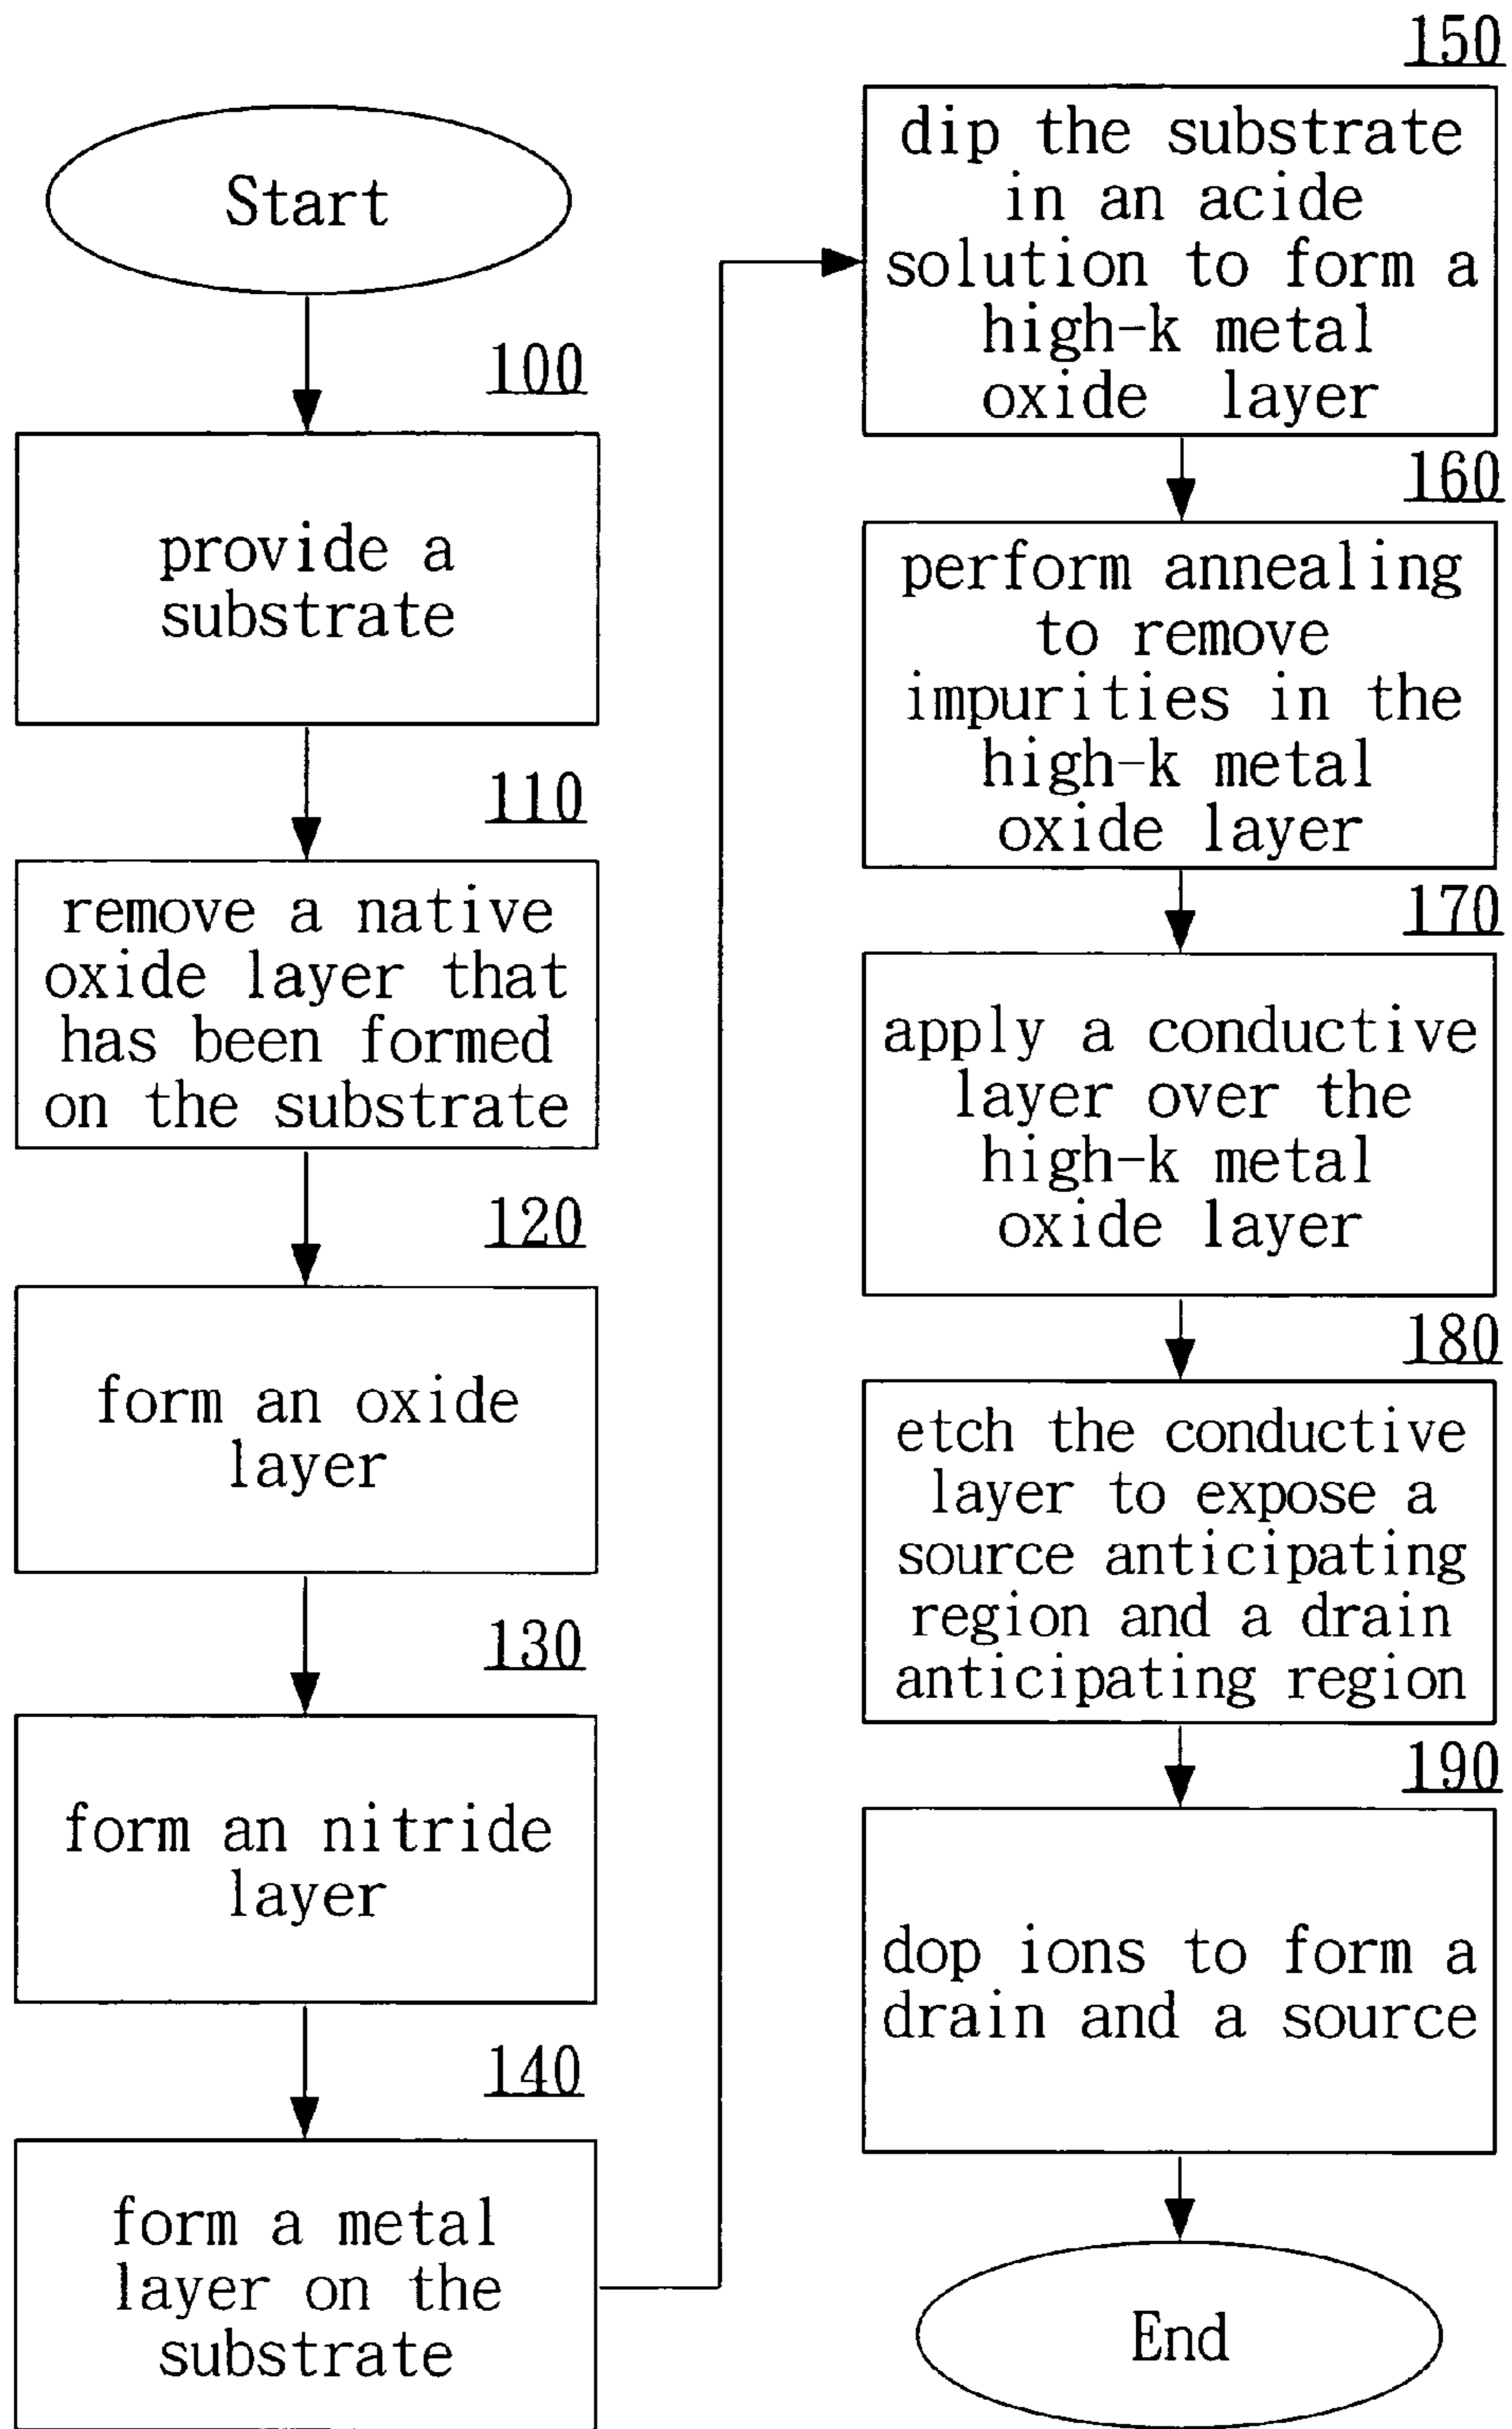 Start
100
provide a
substrate
110
remove a native
oxide layer that
has been formed
on the substrate
120
form an oxide
layer
130
form an nitride
layer
140
form a metal
layer on the
substrate
150
dip the substrate
in an acide
solution to form a
high-k metal
oxide layer
160
perform annealing
to remove
impurities in the
high-k metal
oxide layer
170
apply a conductive
layer over the
high-k metal
oxide layer
180
etch the conductive
layer to expose a
source anticipating
region and a drain
anticipating region
190
dop ions to form a
drain and a source
End